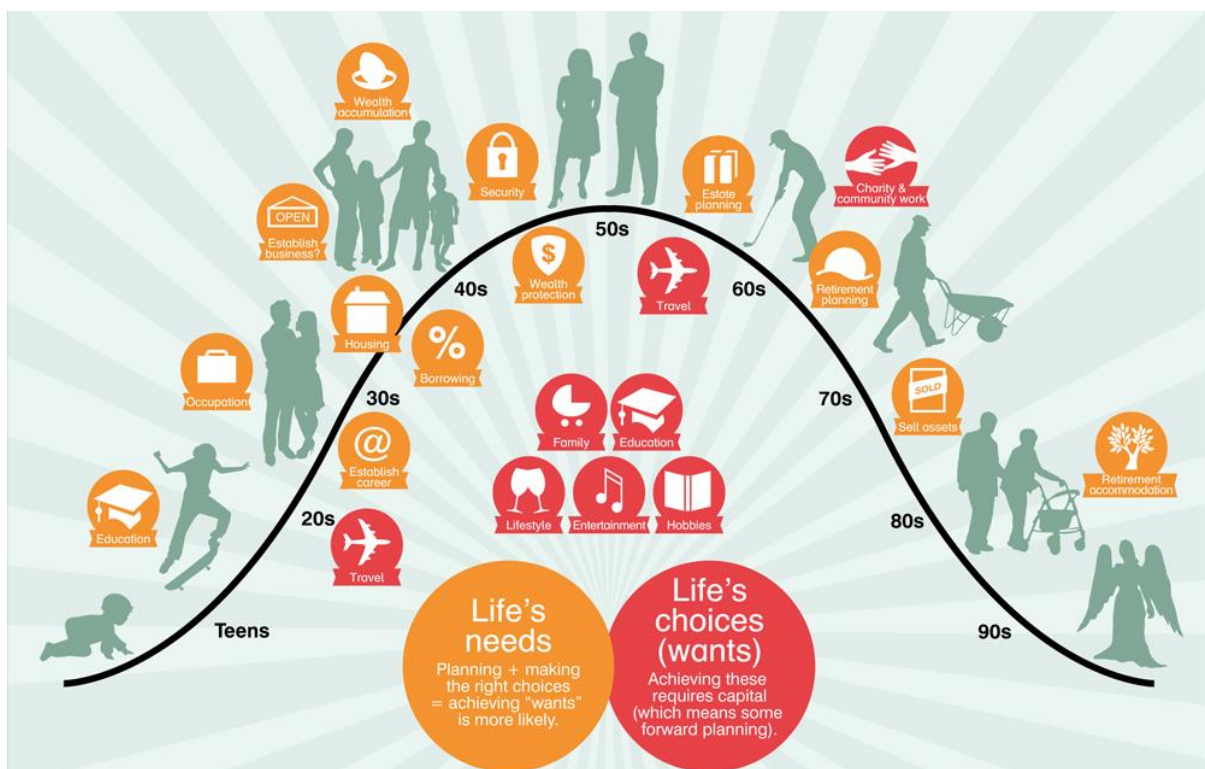 Wealth
accumulation
Security
Estate
planning
Charity &
community work
OPEN
Establish
business?
50s
$
Wealth
protection
Travel
40s
60s
Retirement
planning
Housing
%
Borrowing
Occupation
30s
70s
SOLD
Sell assets
Family
Education
@
Establish
career
Retirement
accommodation
Lifestyle
Entertainment
Hobbies
Education
20s
80s
Travel
Teens
90s
Life's
needs
Planning + making
the right choices
= achieving “wants”
is more likely.
Life's
choices
(wants)
Achieving these
requires capital
(which means some
forward planning).